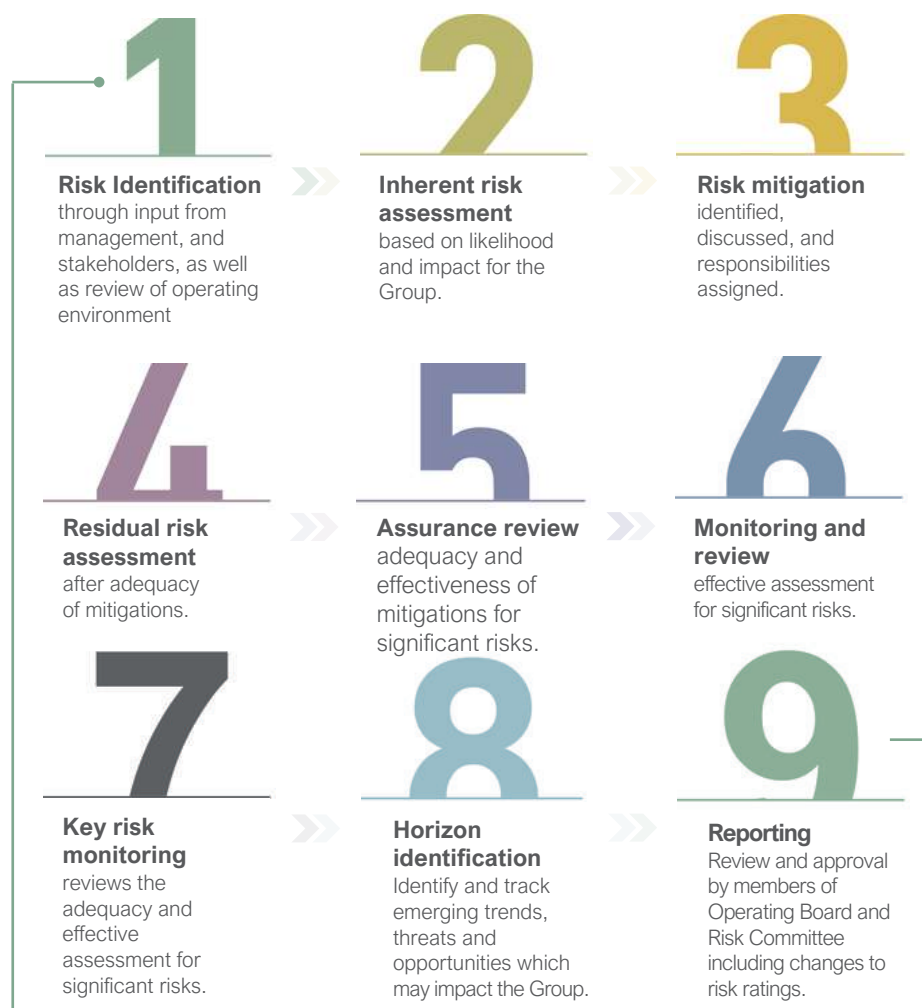 1
Risk Identification
through input from
management, and
stakeholders, as well
as review of operating
environment
2
Inherent risk
assessment
based on likelihood
and impact for the
Group.
3
Risk mitigation
identified,
discussed, and
responsibilities
assigned.
4
Residual risk
assessment
after adequacy
of mitigations.
5
Assurance review
adequacy and
effectiveness of
mitigations for
significant risks.
6
Monitoring and
review
effective assessment
for significant risks.
7
Key risk
monitoring
reviews the
adequacy and
effective
assessment for
significant risks.
8
Horizon
identification
Identify and track
emerging trends,
threats and
opportunities which
may impact the Group.
9
Reporting
Review and approval
by members of
Operating Board and
Risk Committee
including changes to
risk ratings.